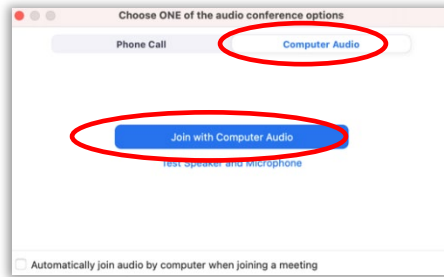 Choose ONE of the audio conference options
Phone Call
Computer Audio
Join with Computer Audio
Test Speaker and Microphone
Automatically join audio by computer when joining a meeting